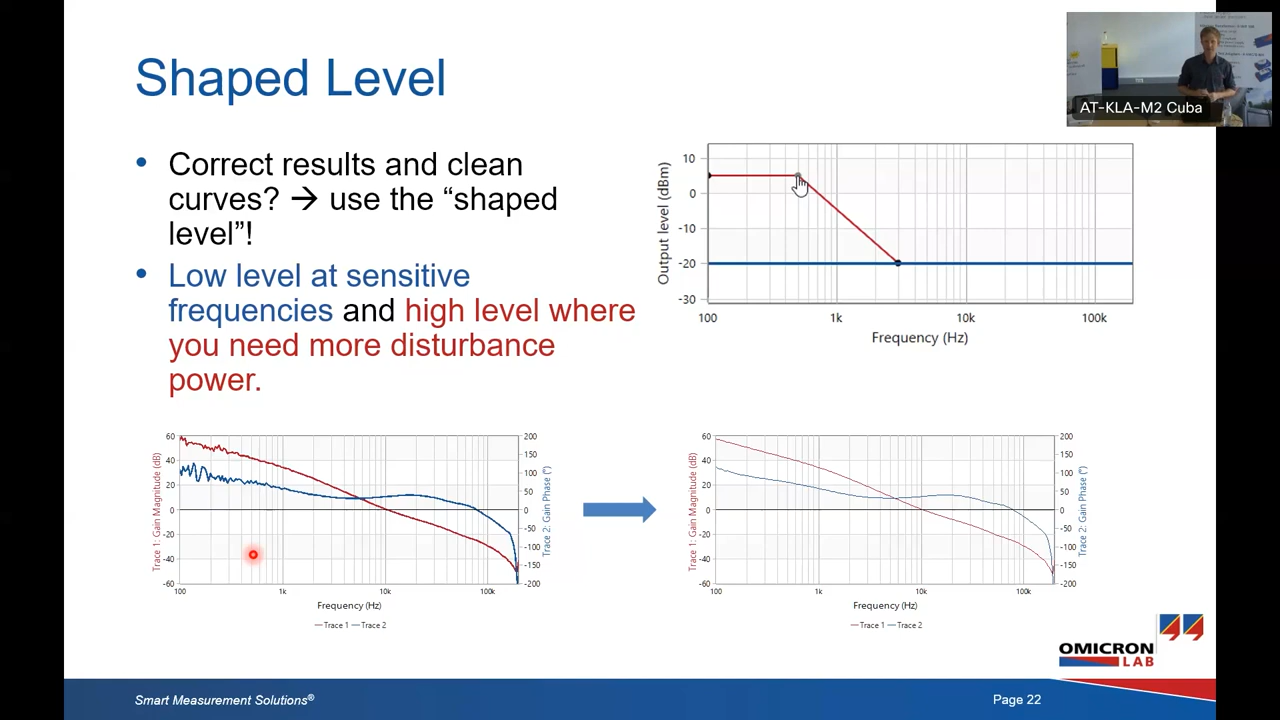 Shaped Level
AT-KLA-M2 Cuba
• Correct results and clean
curves? → use the “shaped
level”!
• Low level at sensitive
frequencies and high level where
you need more disturbance
power.
Output level (dBm)
10
0
-10
-20
-30
100 1k 10k 100k
Frequency (Hz)
Trace 1: Gain Magnitude (dB)
60
40
20
0
-20
-40
-60
200
150
100
50
0
-50
-100
-150
-200
Trace 2: Gain Phase (°)
100 1k 10k 100k
Frequency (Hz)
Trace 1 Trace 2
Trace 1: Gain Magnitude (dB)
60
40
20
0
-20
-40
-60
200
150
100
50
0
-50
-100
-150
-200
Trace 2: Gain Phase (°)
100 1k 10k 100k
Frequency (Hz)
Trace 1 Trace 2
OMICRON
LAB
Smart Measurement Solutions®
Page 22